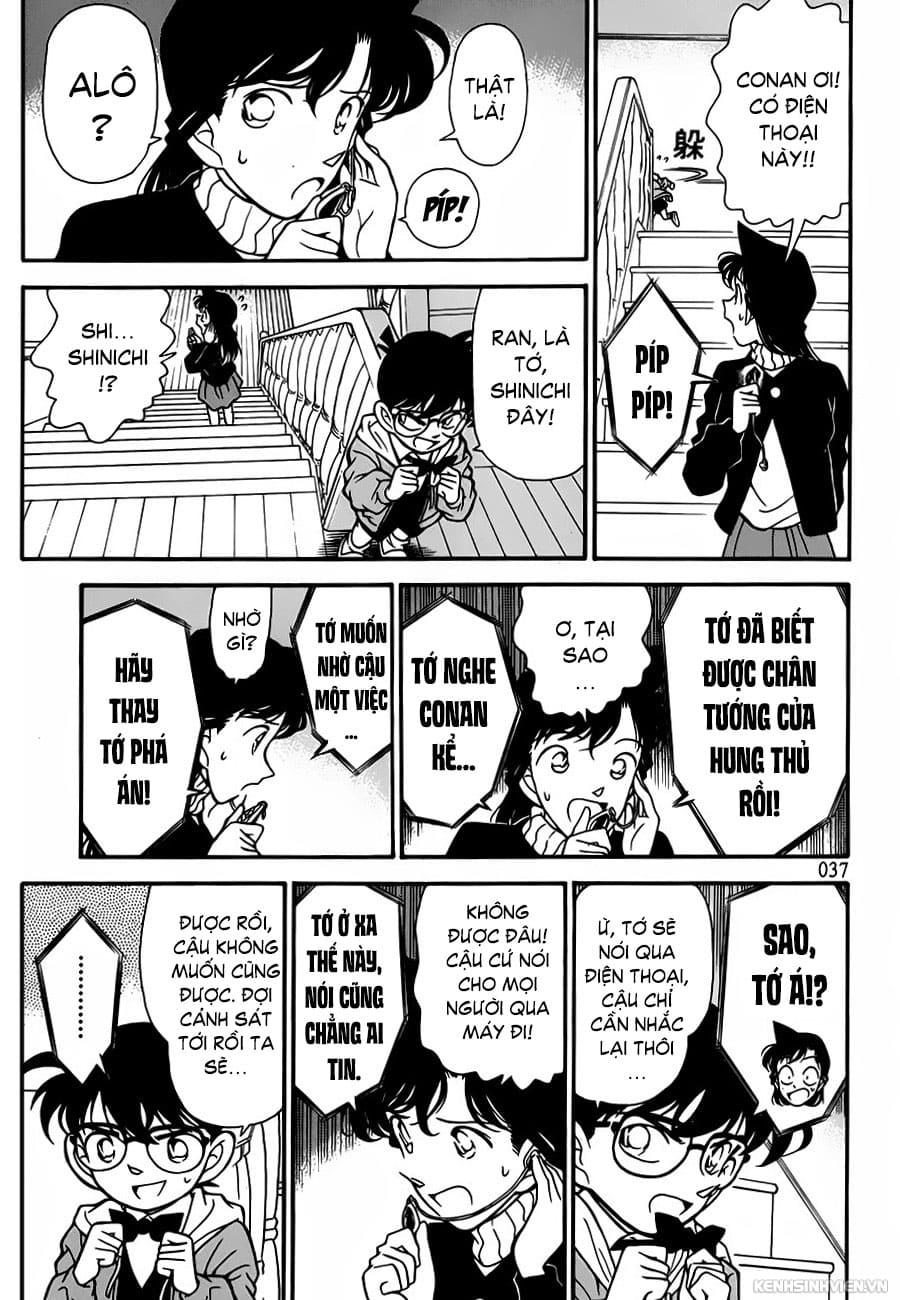 CONAN ƠI!
CÓ ĐIỆN
THOẠI
NÀY!!
躲
PÍP
PÍP!
THẬT
LÀ!
PÍP!
ALÔ
?
RAN, LÀ
TỚ,
SHINICHI
ĐÂY!
SHI...
SHINICHI
!?
TỚ ĐÃ BIẾT
ĐƯỢC CHÂN
TƯỚNG CỦA
HUNG THỦ
RỒI!
Ơ, TẠI
SAO
...
TỚ NGHE
CONAN
KỂ...
TỚ MUỐN
NHỜ CẬU
MỘT VIỆC
...
NHỜ
GÌ?
HÃY
THAY
TỚ PHÁ
ÁN!
037
SAO,
TỚ Á!?
Ừ, TỚ SẼ
NÓI QUA
ĐIỆN THOẠI,
CẬU CHỈ
CẦN NHẮC
LẠI THÔI
...
KHÔNG
ĐƯỢC ĐÂU!
CẬU CỨ NÓI
CHO MỌI
NGƯỜI QUA
MÁY ĐI!
TỚ Ở XA
THẾ NÀY,
NÓI CŨNG
CHẲNG AI
TIN.
ĐƯỢC RỒI,
CẬU KHÔNG
MUỐN CŨNG
ĐƯỢC. ĐỢI
CẢNH SÁT
TỚI RỒI TA
SẼ...
.........
KENHSINHVIEN.VN